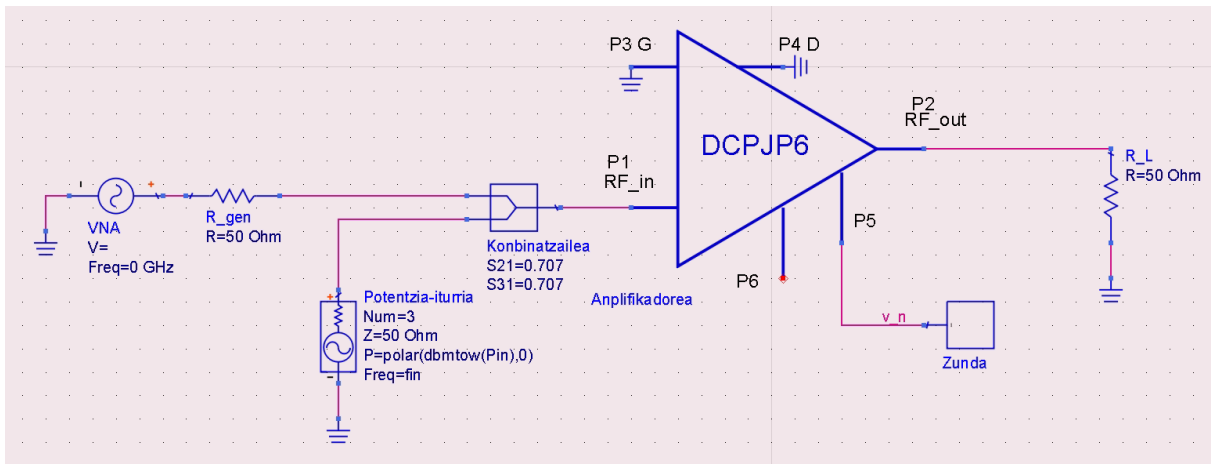 P3 G
P4 D
DCPJP6
P2
RF_out
P1
RF_in
R_L
R=50 Ohm
VNA
V=
Freq=0 GHz
R_gen
R=50 Ohm
Konbinatzailea
S21=0.707
S31=0.707
P5
P6
Anplifikadorea
Potentzia-iturria
Num=3
Z=50 Ohm
P=polar(dbmtow(Pin),0)
Freq=fin
v_n
Zunda